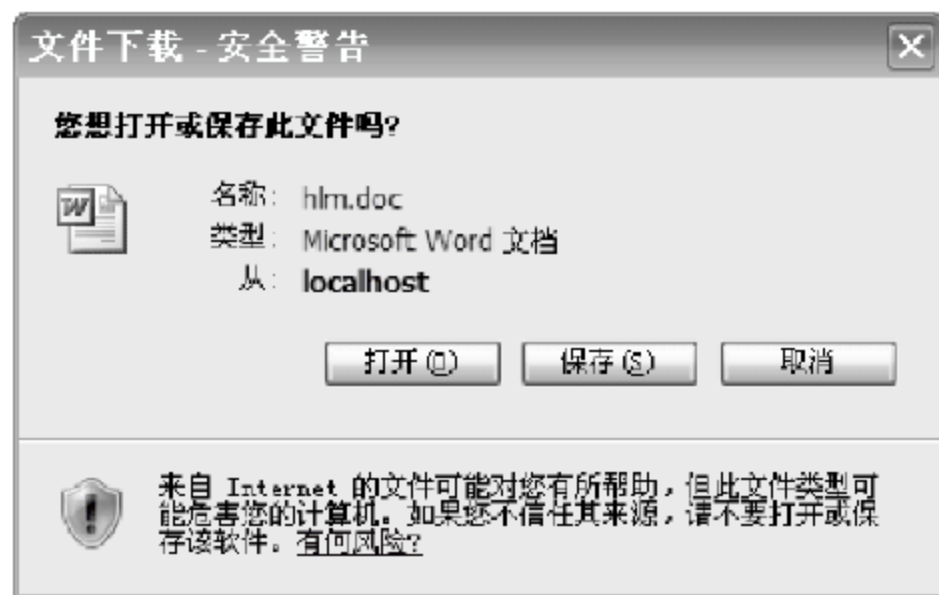 文件下载 - 安全警告
您想打开或保存此文件吗?
名称: hlm.doc
类型: Microsoft Word 文档
从: localhost
打开(O) 保存(S) 取消
来自 Internet 的文件可能对您有所帮助，但此文件类型可
能危害您的计算机。如果您不信任其来源，请不要打开或保
存该软件。有何风险?